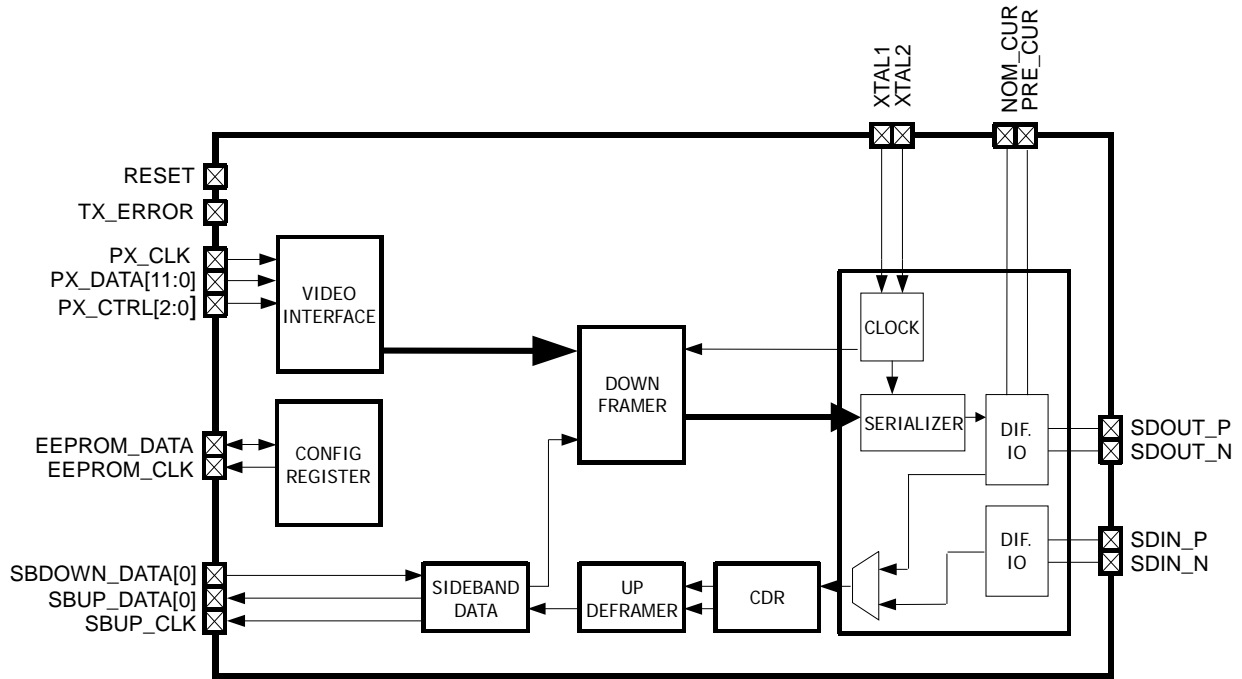 XTAL1
XTAL2
NOM_CUR
PRE_CUR
RESET
TX_ERROR
PX_CLK
PX_DATA[11:0]
PX_CTRL[2:0]
VIDEO
INTERFACE
CLOCK
DOWN
FRAMER
SERIALIZER
DIF.
IO
SDOUT_P
SDOUT_N
EEPROM_DATA
EEPROM_CLK
CONFIG
REGISTER
DIF.
IO
SDIN_P
SDIN_N
SBDOWN_DATA[0]
SBUP_DATA[0]
SBUP_CLK
SIDEBAND
DATA
UP
DEFRAMER
CDR